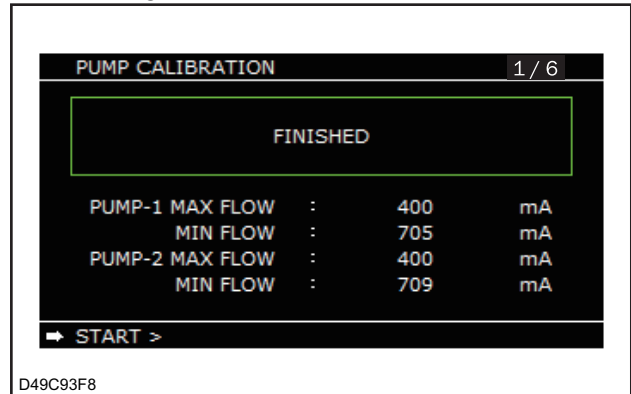 PUMP CALIBRATION 1/6
FINISHED
PUMP-1 MAX FLOW : 400 mA
MIN FLOW : 705 mA
PUMP-2 MAX FLOW : 400 mA
MIN FLOW : 709 mA
➡ START >
D49C93F8